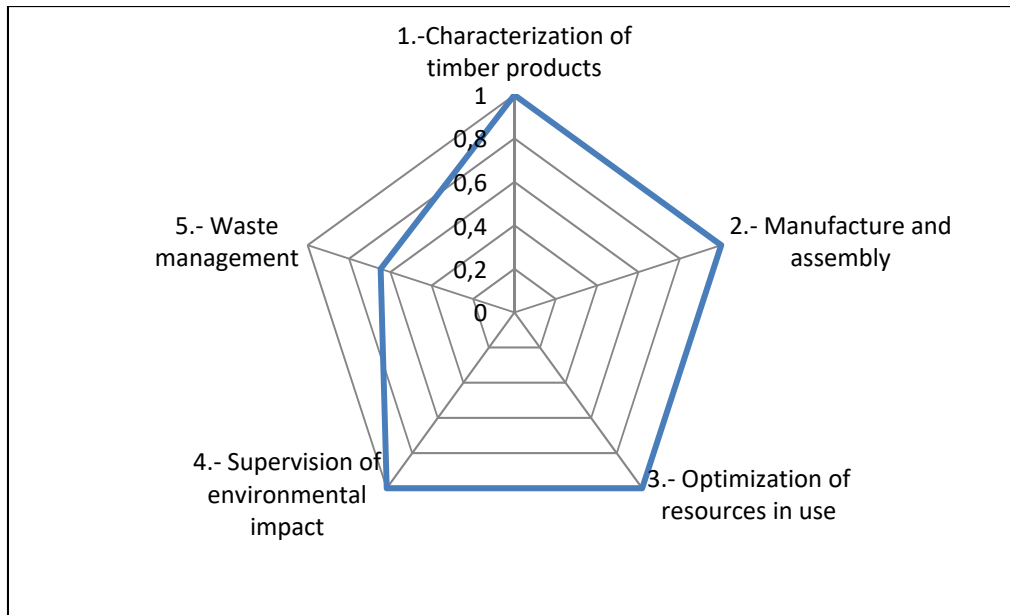 1.-Characterization of
timber products
1
0,8
0,6
0,4
0,2
0
2.- Manufacture and
assembly
3.- Optimization of
resources in use
4.- Supervision of
environmental
impact
5.- Waste
management